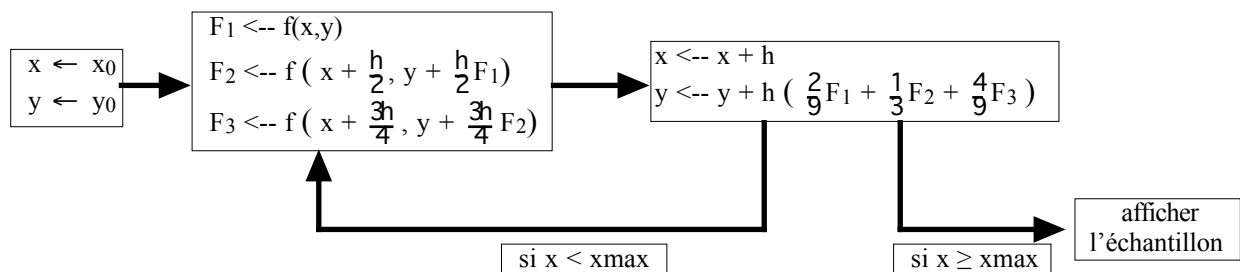 x ← x0
y ← y0
F1 <-- f(x,y)
F2 <-- f ( x + h/2 , y + h/2 F1)
F3 <-- f ( x + 3h/4 , y + 3h/4 F2)
x <-- x + h
y <-- y + h ( 2/9 F1 + 1/3 F2 + 4/9 F3 )
si x < xmax
si x ≥ xmax
afficher
l'échantillon